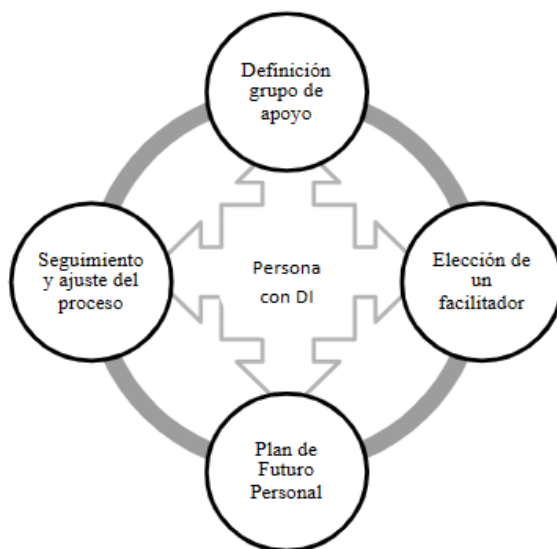 Definición
grupo de
apoyo
Seguimiento
y ajuste del
proceso
Persona
con DI
Elección de
un
facilitador
Plan de
Futuro
Personal